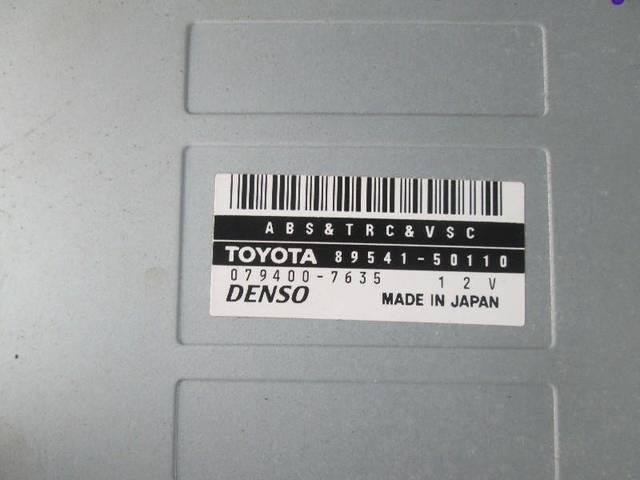 ABS&TRC&VSC
TOYOTA 89541-50110
079400-7635 12V
DENSO MADE IN JAPAN